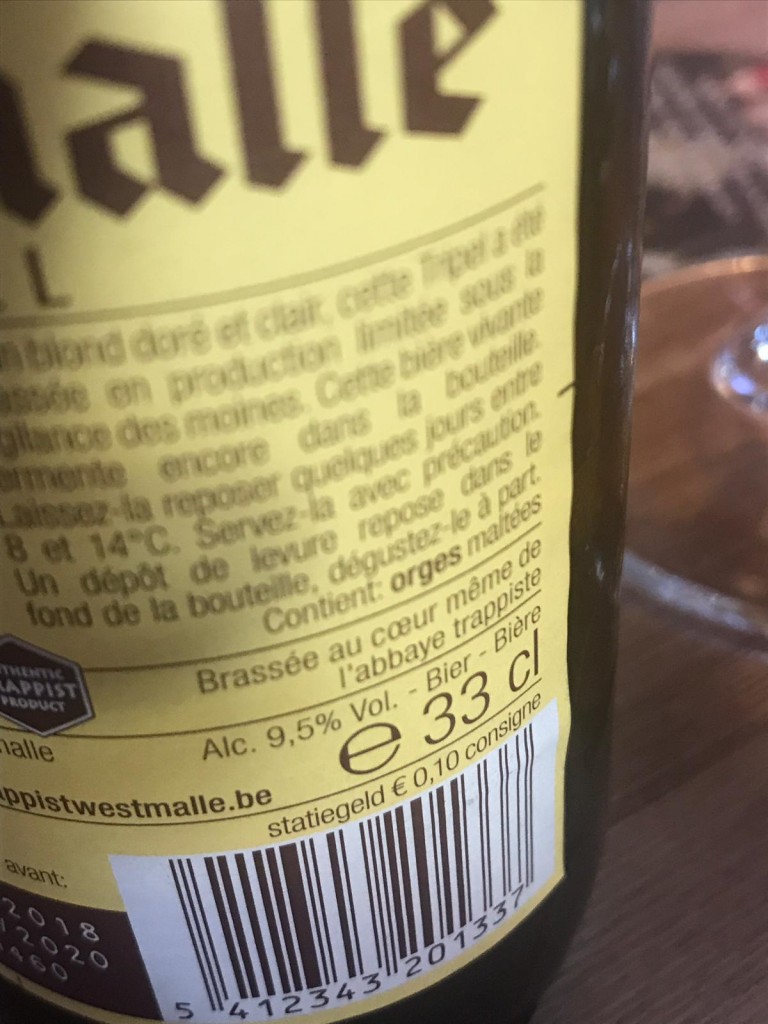 alle
L
blond doré et clair, cette Tripel a été
en production limitée sous la
des moines. Cette bière vivante
encore dans la bouteille.
Laissez-la reposer quelques jours entre
8 et 14°C. Servez-la avec précaution.
Un dépôt de levure repose dans le
fond de la bouteille, dégustez-le à part.
Contient: orges maltées
Brassée au cœur même de
l'abbaye trappiste
THENTIC
APPIST
PRODUCT
malle
Alc. 9,5% Vol. - Bier - Bière
e 33 cl
ppistwestmalle.be
statiegeld € 0,10 consigne
avant:
2018
2020
460
5 412343 201337